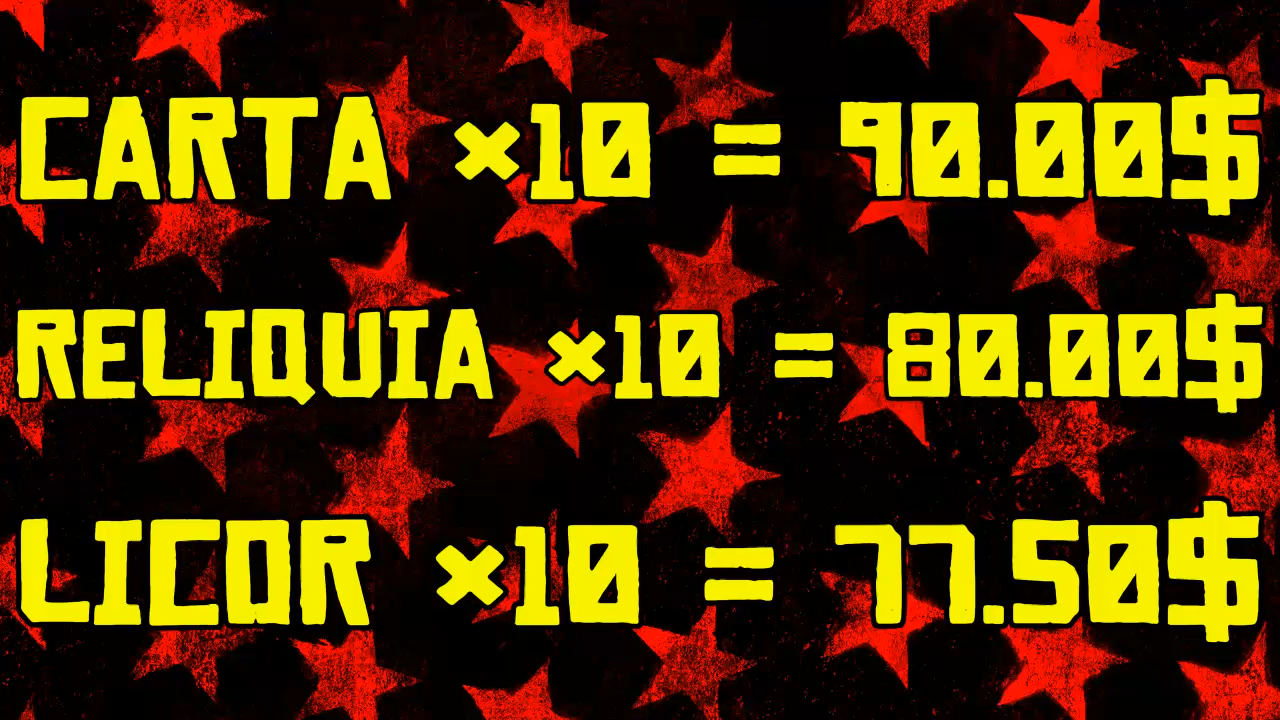 CARTA ×10 = 90.00$
RELIQUIA ×10 = 80.00$
LICOR ×10 = 77.50$